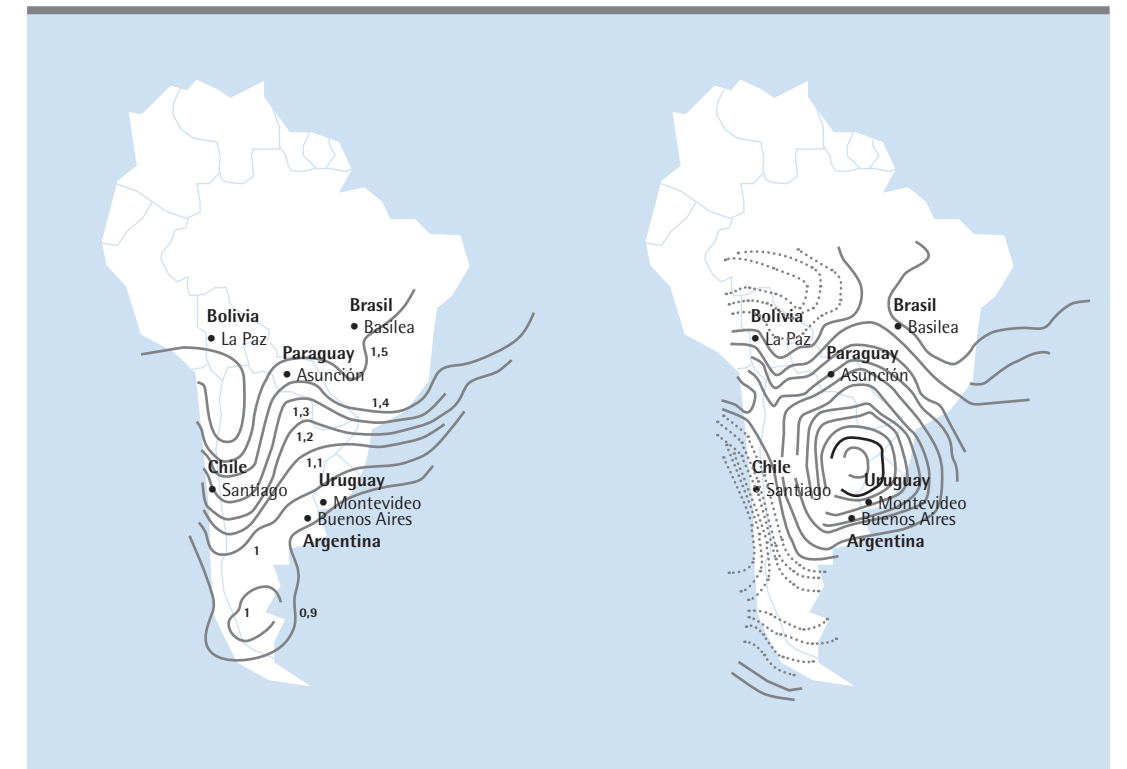 Brasil
Basilea
Bolivia
La Paz
1,5
Paraguay
Asunción
1,4
1,3
1,2
1,1
Chile
Santiago
Uruguay
Montevideo
Buenos Aires
Argentina
1
1
0,9
Brasil
Basilea
Bolivia
La Paz
Paraguay
Asunción
Chile
Santiago
Uruguay
Montevideo
Buenos Aires
Argentina